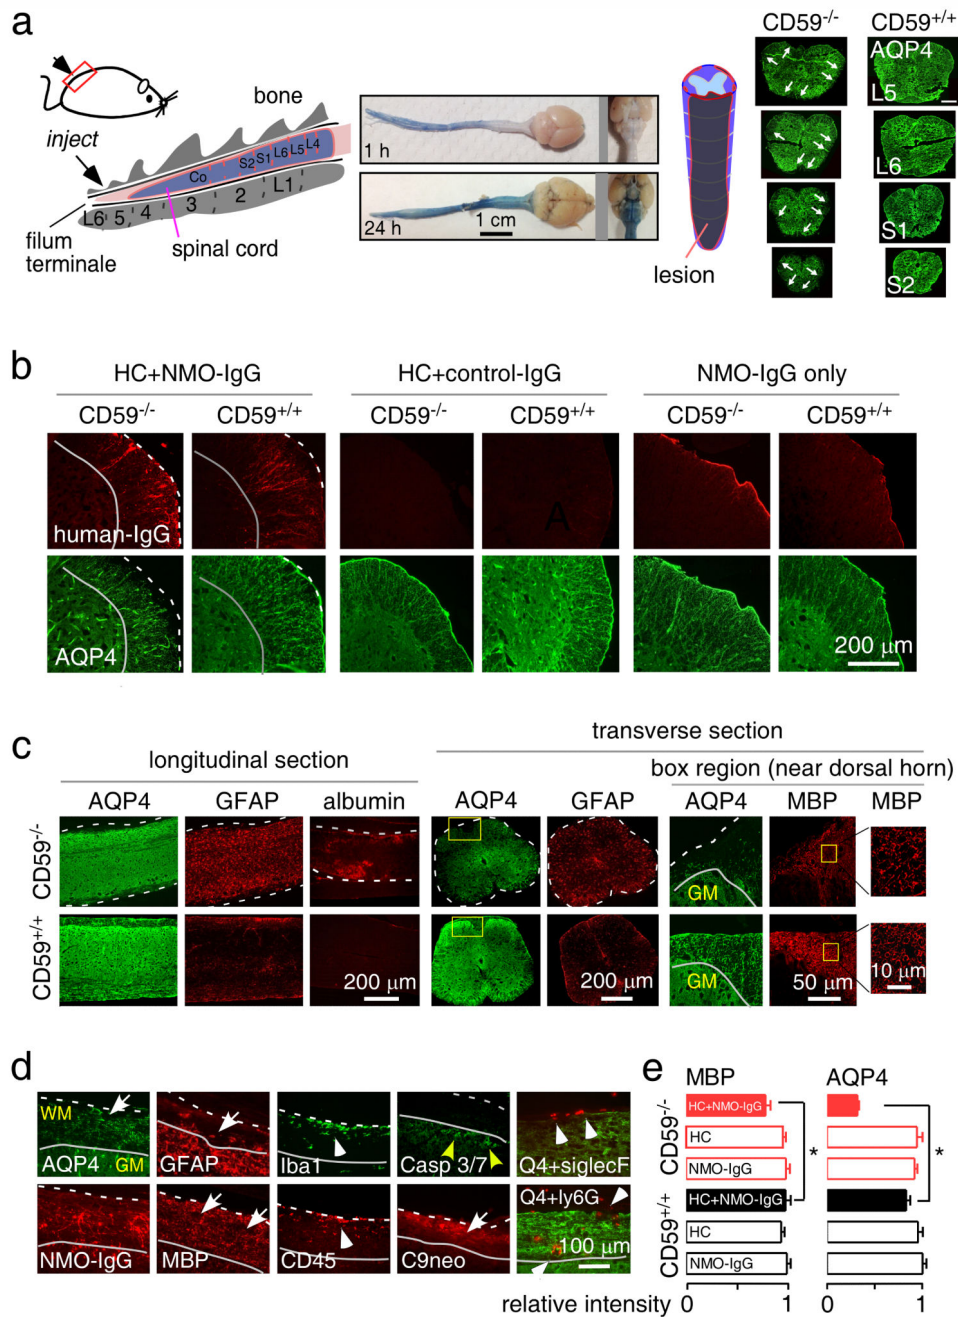 a
CD59-/- CD59+/+
inject
bone
Co S2 S1 L6 L5 L4
L6 5 4 3 2 L1
filum
terminale
spinal cord
1 h
24 h
1 cm
lesion
AQP4
L5
L6
S1
S2
b
HC+NMO-IgG HC+control-IgG NMO-IgG only
CD59-/- CD59+/+ CD59-/- CD59+/+ CD59-/- CD59+/+
human-IgG
A
AQP4
200 μm
c
transverse section
longitudinal section
box region (near dorsal horn)
AQP4 GFAP albumin AQP4 GFAP AQP4 MBP MBP
CD59-/-
GM
CD59+/+
200 μm 200 μm GM 50 μm 10 μm
d
WM
AQP4 GM GFAP Iba1 Casp 3/7 Q4+siglecF
NMO-IgG MBP CD45 C9neo Q4+ly6G
100 μm
e
MBP AQP4
CD59-/-
HC+NMO-IgG
HC
NMO-IgG
* *
CD59+/+
HC+NMO-IgG
HC
NMO-IgG
relative intensity 0 1 0 1